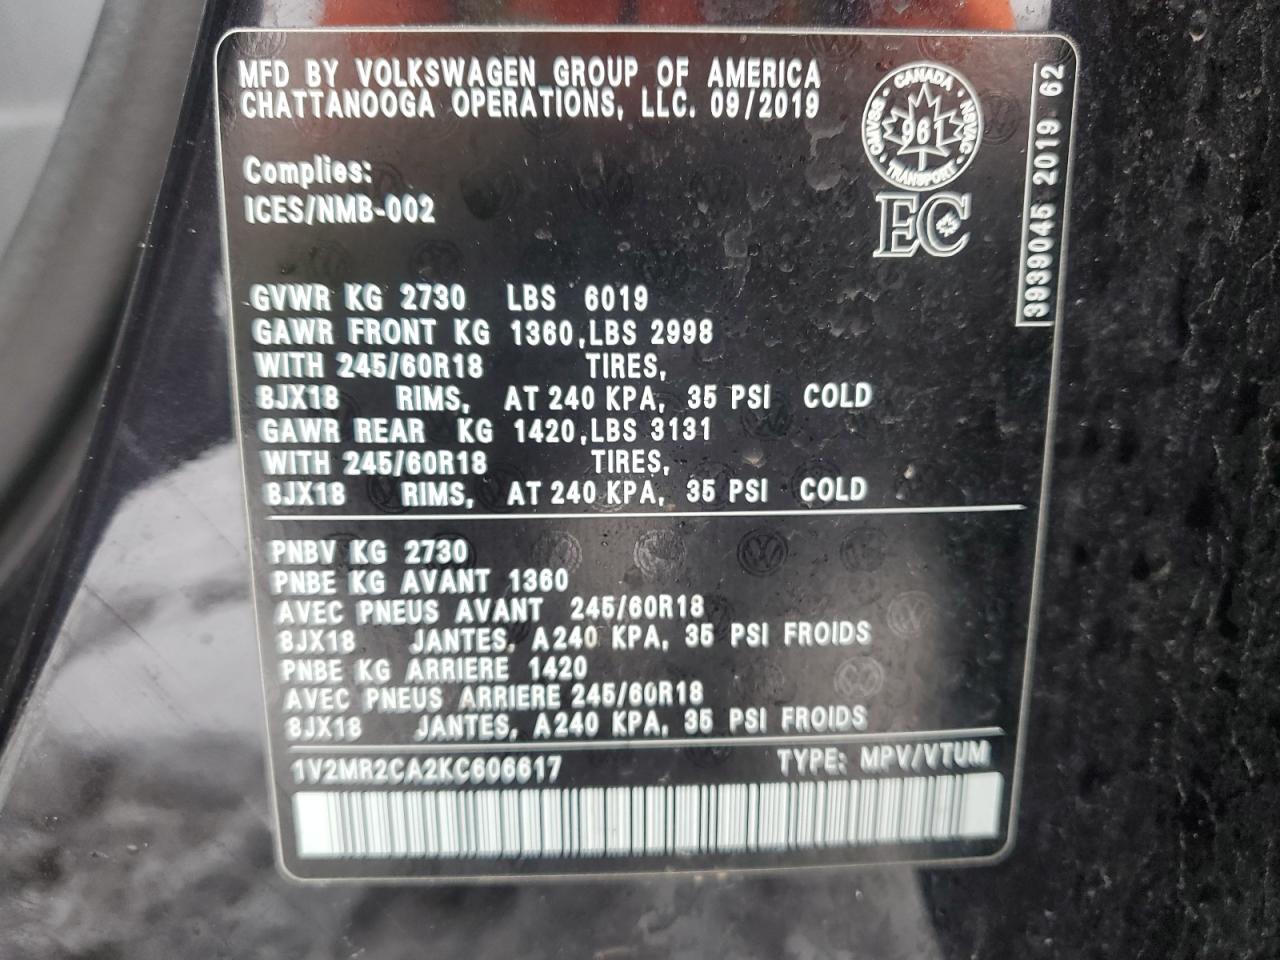 MFD BY VOLKSWAGEN GROUP OF AMERICA
CHATTANOOGA OPERATIONS, LLC. 09/2019
CANADA
CMVSS
NSVAC
961
TRANSPORT
EC
3939045 2019 62
Complies:
ICES/NMB-002
GVWR KG 2730 LBS 6019
GAWR FRONT KG 1360,LBS 2998
WITH 245/60R18 TIRES,
8JX18 RIMS, AT 240 KPA, 35 PSI COLD
GAWR REAR KG 1420,LBS 3131
WITH 245/60R18 TIRES,
8JX18 RIMS, AT 240 KPA, 35 PSI COLD
PNBV KG 2730
PNBE KG AVANT 1360
AVEC PNEUS AVANT 245/60R18
8JX18 JANTES, A240 KPA, 35 PSI FROIDS
PNBE KG ARRIERE 1420
AVEC PNEUS ARRIERE 245/60R18
8JX18 JANTES, A240 KPA, 35 PSI FROIDS
1V2MR2CA2KC606617 TYPE: MPV/VTUM